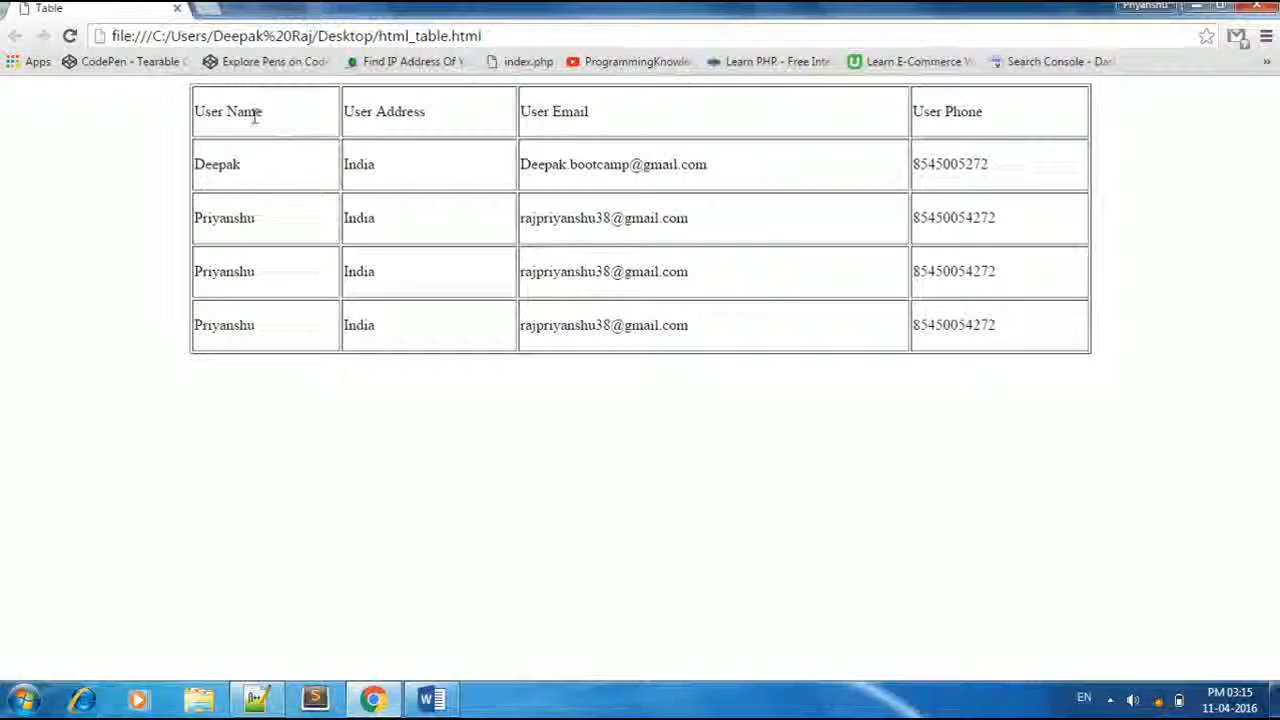 Table
Priyanshu
file:///C:/Users/Deepak%20Raj/Desktop/html_table.html
Apps CodePen - Tearable Explore Pens on Cod Find IP Address Of Y index.php ProgrammingKnowle Learn PHP - Free Inte Learn E-Commerce Search Console - Das »
User Name User Address User Email User Phone
Deepak India Deepak.bootcamp@gmail.com 8545005272
Priyanshu India rajpriyanshu38@gmail.com 85450054272
Priyanshu India rajpriyanshu38@gmail.com 85450054272
Priyanshu India rajpriyanshu38@gmail.com 85450054272
EN PM 03:15
11-04-2016